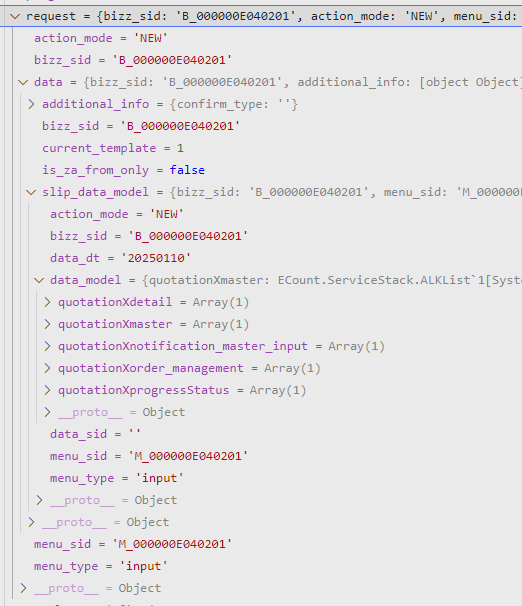 request = {bizz_sid: 'B_000000E040201', action_mode: 'NEW', menu_sid:
action_mode = 'NEW'
bizz_sid = 'B_000000E040201'
data = {bizz_sid: 'B_000000E040201', additional_info: [object Object]
additional_info = {confirm_type: ''}
bizz_sid = 'B_000000E040201'
current_template = 1
is_za_from_only = false
slip_data_model = {bizz_sid: 'B_000000E040201', menu_sid: 'M_000000E
action_mode = 'NEW'
bizz_sid = 'B_000000E040201'
data_dt = '20250110'
data_model = {quotationXmaster: ECount.ServiceStack.ALKList`1[Syste
quotationXdetail = Array(1)
quotationXmaster = Array(1)
quotationXnotification_master_input = Array(1)
quotationXorder_management = Array(1)
quotationXprogressStatus = Array(1)
__proto__ = Object
data_sid = ''
menu_sid = 'M_000000E040201'
menu_type = 'input'
__proto__ = Object
__proto__ = Object
menu_sid = 'M_000000E040201'
menu_type = 'input'
__proto__ = Object